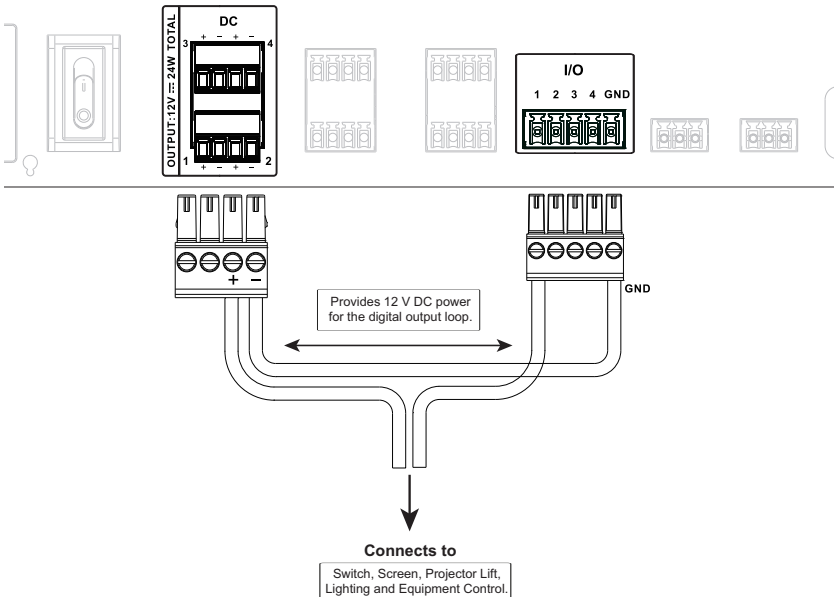 OUTPUT:12V ⎓ 24W TOTAL
DC
+ − + −
3 4
1 2
+ − + −
I/O
1 2 3 4 GND
+ −
GND
Provides 12 V DC power
for the digital output loop.
Connects to
Switch, Screen, Projector Lift,
Lighting and Equipment Control.